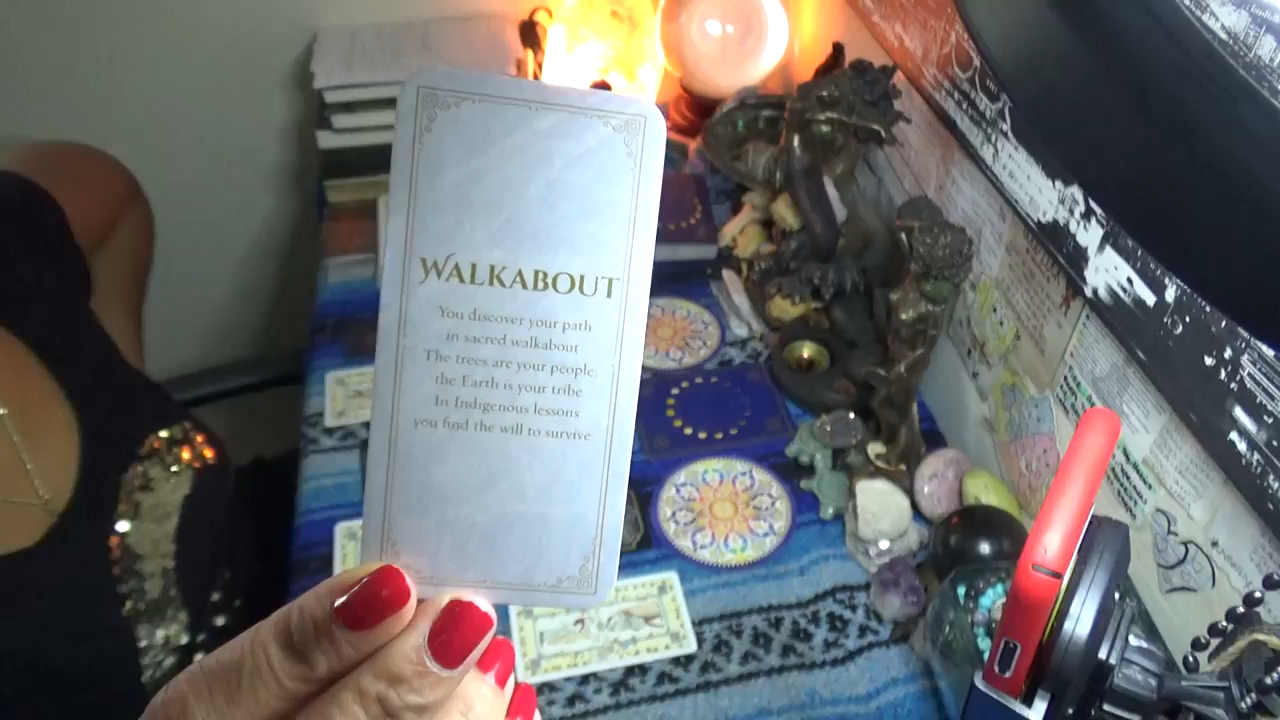 WALKABOUT
You discover your path
in sacred walkabout
The trees are your people,
the Earth is your tribe
In Indigenous lessons
you find the will to survive